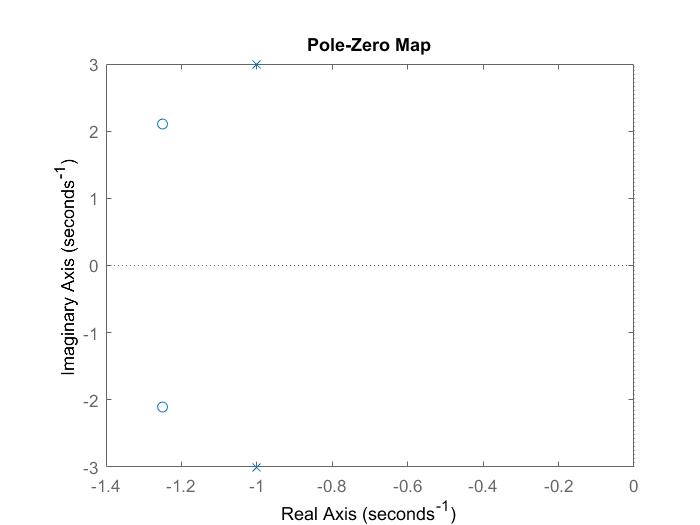 Pole-Zero Map
Imaginary Axis (seconds⁻¹)
3
2
1
0
-1
-2
-3
-1.4 -1.2 -1 -0.8 -0.6 -0.4 -0.2 0
Real Axis (seconds⁻¹)